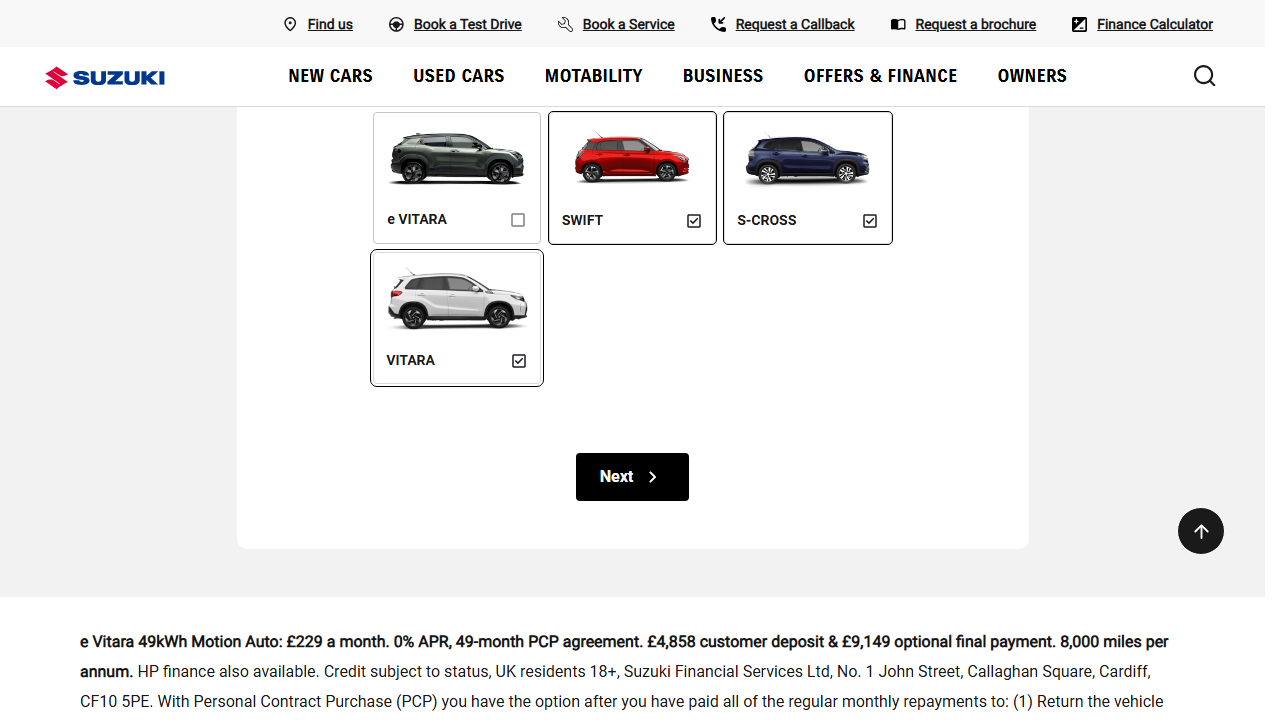 Find us Book a Test Drive Book a Service Request a Callback Request a brochure Finance Calculator
SUZUKI NEW CARS USED CARS MOTABILITY BUSINESS OFFERS & FINANCE OWNERS
e VITARA SWIFT S-CROSS
VITARA
Next
e Vitara 49kWh Motion Auto: £229 a month. 0% APR, 49-month PCP agreement. £4,858 customer deposit & £9,149 optional final payment. 8,000 miles per
annum. HP finance also available. Credit subject to status, UK residents 18+, Suzuki Financial Services Ltd, No. 1 John Street, Callaghan Square, Cardiff,
CF10 5PE. With Personal Contract Purchase (PCP) you have the option after you have paid all of the regular monthly repayments to: (1) Return the vehicle